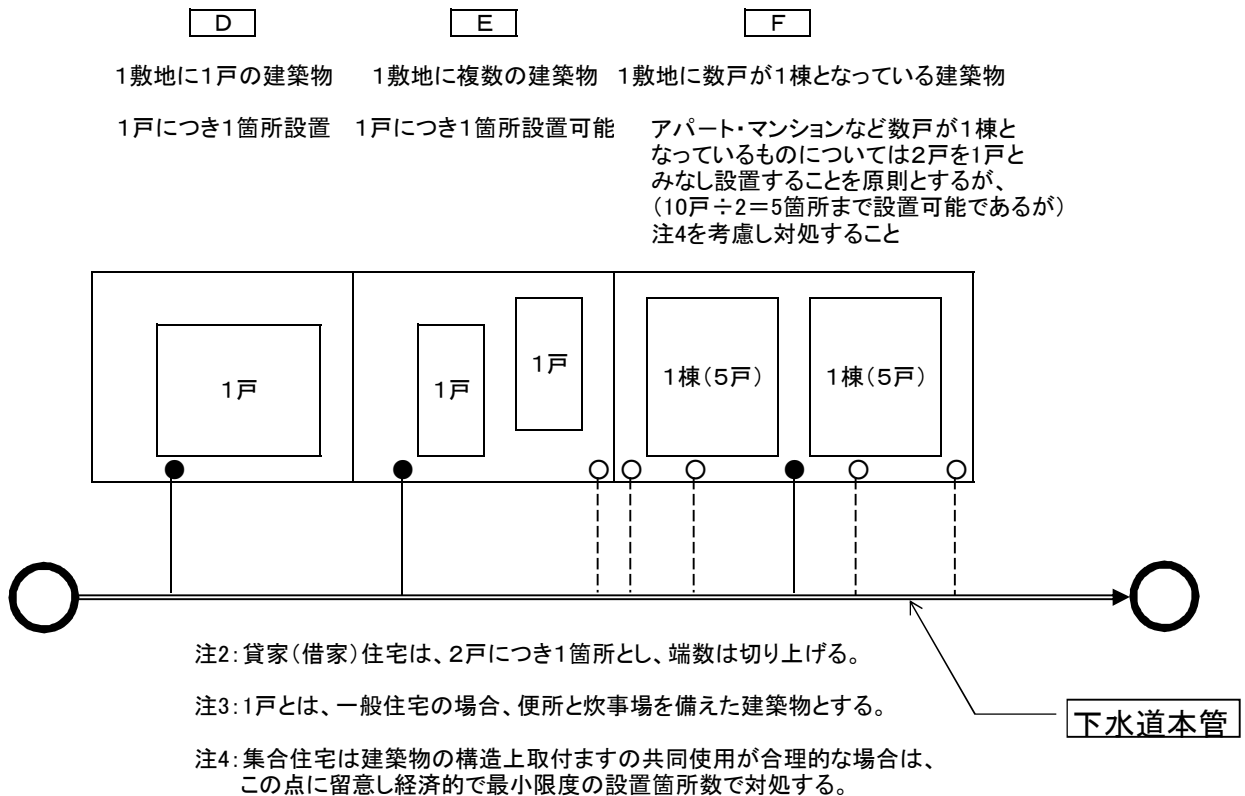 D
E
F
1敷地に1戸の建築物
1敷地に複数の建築物
1敷地に数戸が1棟となっている建築物
1戸につき1箇所設置
1戸につき1箇所設置可能
アパート・マンションなど数戸が1棟と
なっているものについては2戸を1戸と
みなし設置することを原則とするが、
(10戸÷2=5箇所まで設置可能であるが)
注4を考慮し対処すること
1戸
1戸
1戸
1棟(5戸)
1棟(5戸)
注2:貸家(借家)住宅は、2戸につき1箇所とし、端数は切り上げる。
注3:1戸とは、一般住宅の場合、便所と炊事場を備えた建築物とする。
下水道本管
注4:集合住宅は建築物の構造上取付ますの共同使用が合理的な場合は、
この点に留意し経済的で最小限度の設置箇所数で対処する。